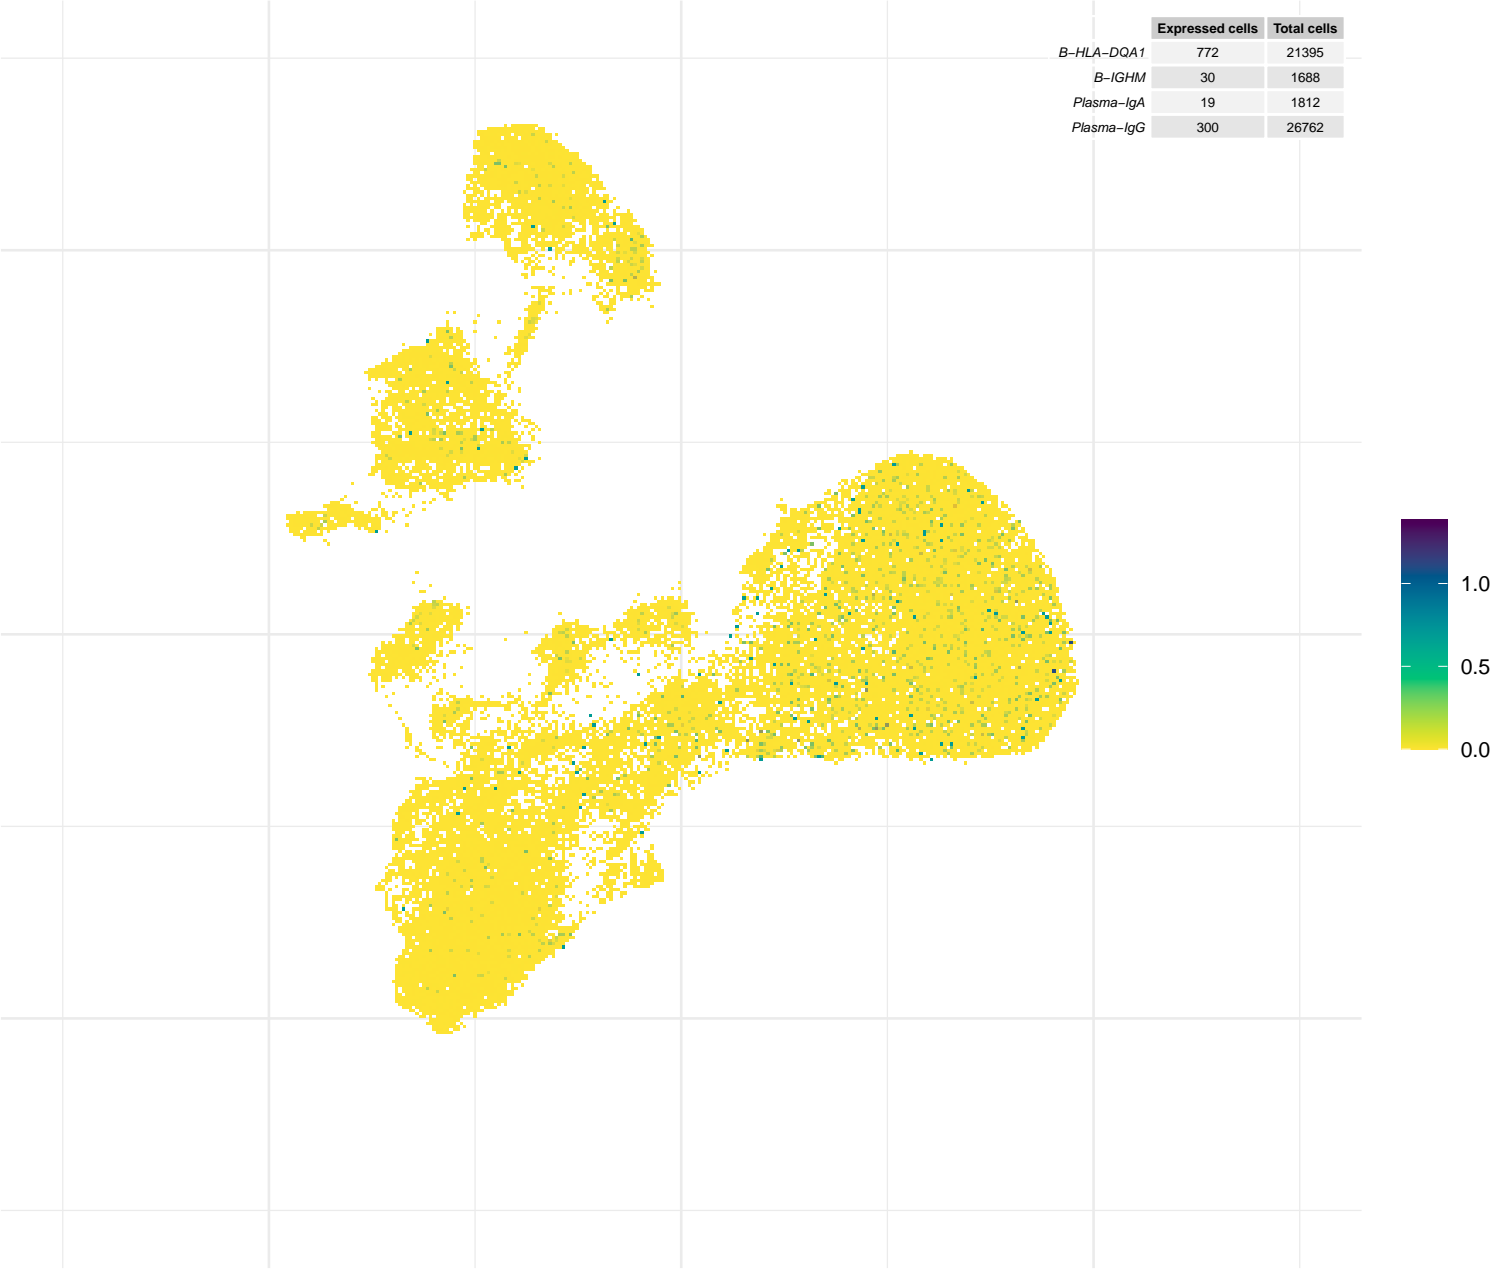 Expressed cells Total cells
B−HLA−DQA1 772 21395
B−IGHM 30 1688
Plasma−IgA 19 1812
Plasma−IgG 300 26762
1.0
0.5
0.0